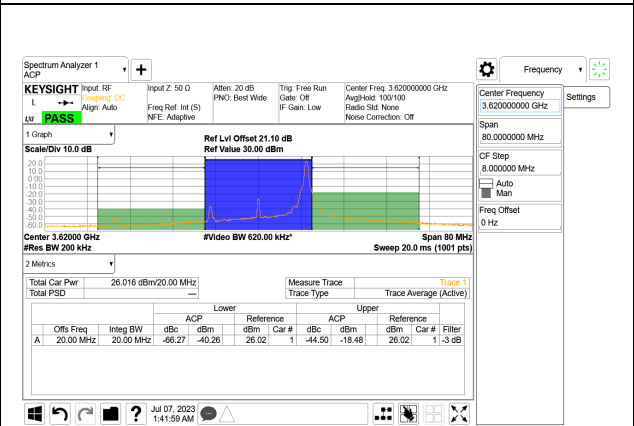 Spectrum Analyzer 1
ACP
Frequency
KEYSIGHT Input: RF
Coupling: DC
Align: Auto
Input Z: 50 Ω
Freq Ref: Int (S)
NFE: Adaptive
Atten: 20 dB
PNO: Best Wide
Trig: Free Run
Gate: Off
IF Gain: Low
Center Freq: 3.620000000 GHz
Avg|Hold: 100/100
Radio Std: None
Noise Correction: Off
L
LNI PASS
Center Frequency
3.620000000 GHz
Settings
Span
80.0000000 MHz
CF Step
8.000000 MHz
Auto
Man
Freq Offset
0 Hz
1 Graph
Scale/Div 10.0 dB
Ref Lvl Offset 21.10 dB
Ref Value 30.00 dBm
20.0
10.0
0.00
-10.0
-20.0
-30.0
-40.0
-50.0
-60.0
Center 3.62000 GHz
#Video BW 620.00 kHz*
Span 80 MHz
#Res BW 200 kHz
Sweep 20.0 ms (1001 pts)
2 Metrics
Total Car Pwr 26.016 dBm/20.00 MHz
Total PSD ---
Measure Trace Trace 1
Trace Type Trace Average (Active)
Lower Upper
ACP Reference ACP Reference
Offs Freq Integ BW dBc dBm dBm Car # dBc dBm dBm Car # Filter
A 20.00 MHz 20.00 MHz -66.27 -40.26 26.02 1 -44.50 -18.48 26.02 1 -3 dB
?
Jul 07, 2023
1:41:59 AM